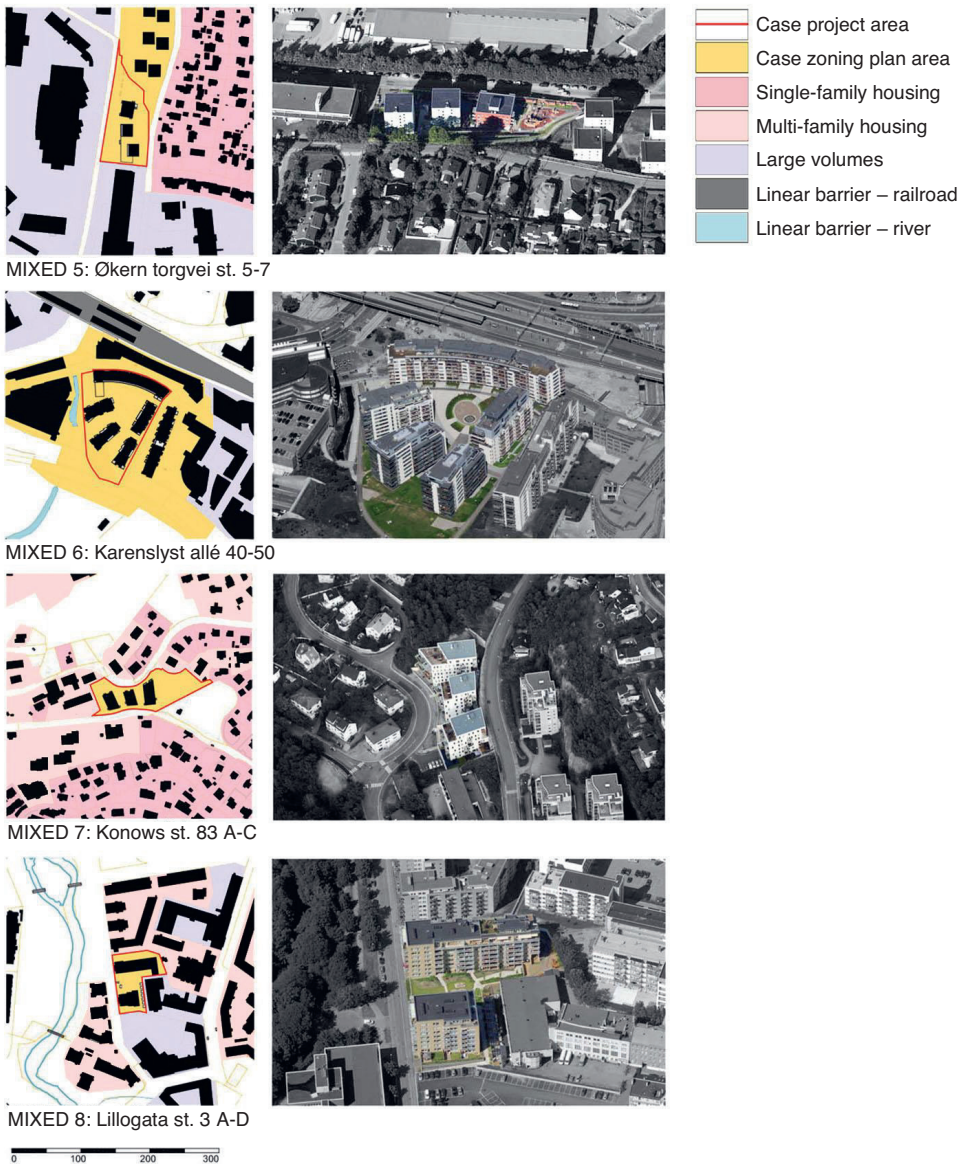 Case project area
Case zoning plan area
Single-family housing
Multi-family housing
Large volumes
Linear barrier – railroad
Linear barrier – river
MIXED 5: Økern torgvei st. 5-7
MIXED 6: Karenslyst allé 40-50
MIXED 7: Konows st. 83 A-C
MIXED 8: Lillogata st. 3 A-D
0 100 200 300